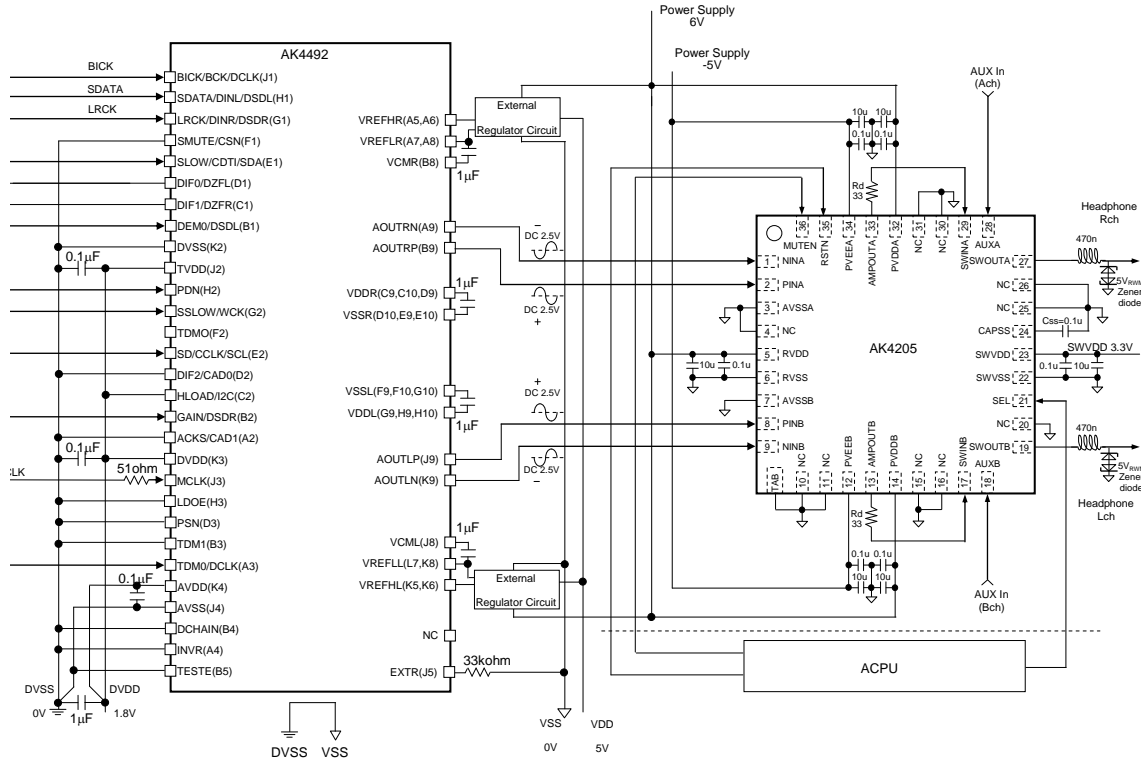 Power Supply
6V
Power Supply
-5V
AK4492
BICK
SDATA
LRCK
BICK/BCK/DCLK(J1)
SDATA/DINL/DSDL(H1)
LRCK/DINR/DSDR(G1)
SMUTE/CSN(F1)
SLOW/CDTI/SDA(E1)
DIF0/DZFL(D1)
DIF1/DZFR(C1)
DEM0/DSDL(B1)
DVSS(K2)
0.1μF
TVDD(J2)
PDN(H2)
SSLOW/WCK(G2)
TDMO(F2)
SD/CCLK/SCL(E2)
DIF2/CAD0(D2)
HLOAD/I2C(C2)
GAIN/DSDR(B2)
ACKS/CAD1(A2)
0.1μF
DVDD(K3)
CLK
51ohm
MCLK(J3)
LDOE(H3)
PSN(D3)
TDM1(B3)
TDM0/DCLK(A3)
0.1μF
AVDD(K4)
AVSS(J4)
DCHAIN(B4)
INVR(A4)
TESTE(B5)
DVSS
0V
1μF
DVDD
1.8V
DVSS
VSS
VREFHR(A5,A6)
VREFLR(A7,A8)
VCMR(B8)
1μF
External
Regulator Circuit
AOUTRN(A9)
AOUTRP(B9)
−
DC 2.5V
DC 2.5V
+
VDDR(C9,C10,D9)
1μF
VSSR(D10,E9,E10)
VSSL(F9,F10,G10)
VDDL(G9,H9,H10)
1μF
+
DC 2.5V
DC 2.5V
−
AOUTLP(J9)
AOUTLN(K9)
1μF
VCML(J8)
VREFLL(L7,K8)
VREFHL(K5,K6)
External
Regulator Circuit
NC
EXTR(J5)
33kohm
VSS
0V
VDD
5V
AUX In
(Ach)
10u
10u
0.1u
0.1u
Rd
33
36
35
34
33
32
31
30
29
28
MUTEN
RSTN
PVEEA
AMPOUTA
PVDDA
NC
NC
SWINA
AUXA
AK4205
1
NINA
2
PINA
3
AVSSA
4
NC
5
RVDD
6
RVSS
7
AVSSB
8
PINB
9
NINB
10u
0.1u
SWOUTA
27
NC
26
NC
25
CAPSS
24
SWVDD
23
SWVSS
22
SEL
21
NC
20
SWOUTB
19
TAB
NC
NC
PVEEB
AMPOUTB
PVDDB
NC
NC
SWINB
AUXB
10
11
12
13
14
15
16
17
18
Headphone
Rch
470n
5VRWM
Zener
diode
Css=0.1u
SWVDD 3.3V
0.1u
10u
470n
5VRWM
Zener
diode
Headphone
Lch
Rd
33
0.1u
0.1u
10u
10u
AUX In
(Bch)
ACPU